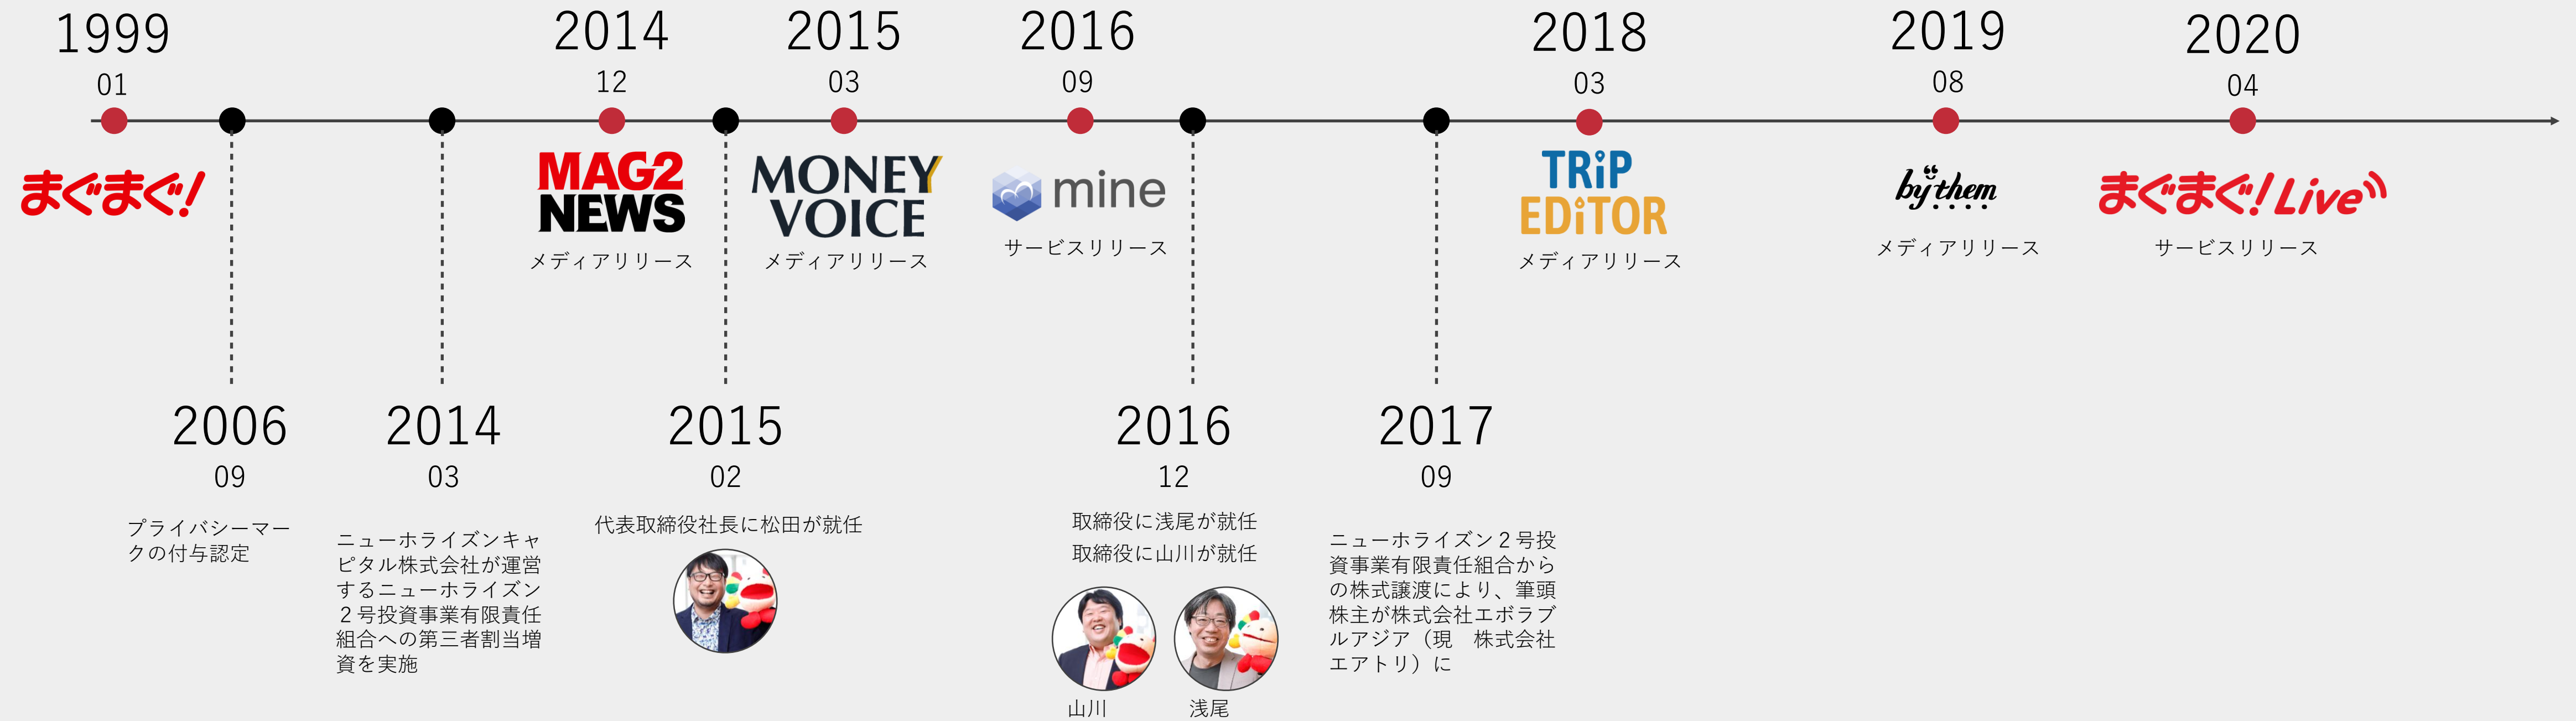 1999
01
まぐまぐ!
2014
12
MAG2
NEWS
メディアリリース
2015
03
MONEY
VOICE
メディアリリース
2016
09
mine
サービスリリース
2018
03
TRiP
EDiTOR
メディアリリース
2019
08
by them
メディアリリース
2020
04
まぐまぐ!Live
サービスリリース
2006
09
プライバシーマー
クの付与認定
2014
03
ニューホライズンキャ
ピタル株式会社が運営
するニューホライズン
２号投資事業有限責任
組合への第三者割当増
資を実施
2015
02
代表取締役社長に松田が就任
2016
12
取締役に浅尾が就任
取締役に山川が就任
山川
浅尾
2017
09
ニューホライズン２号投
資事業有限責任組合から
の株式譲渡により、筆頭
株主が株式会社エボラブ
ルアジア（現　株式会社
エアトリ）に